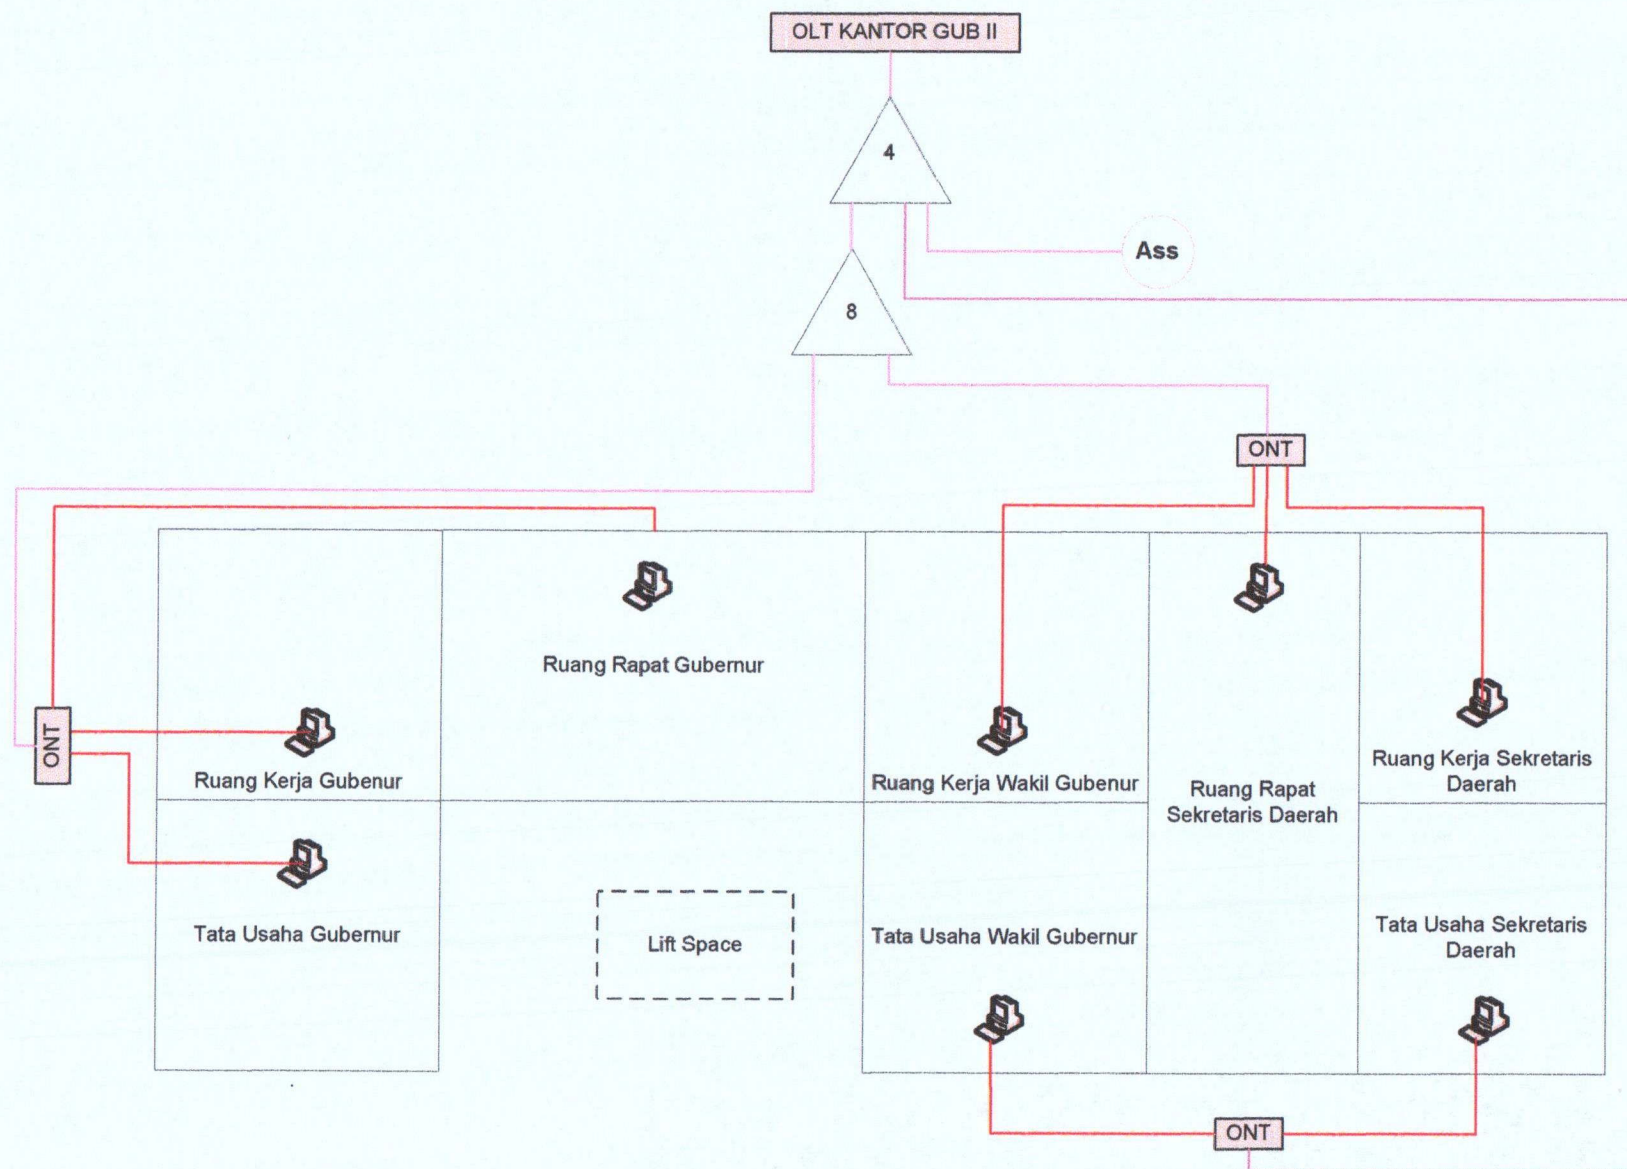 OLT KANTOR GUB II
4
Ass
8
ONT
Ruang Rapat Gubernur
ONT
Ruang Kerja Gubenur
Ruang Kerja Wakil Gubenur
Ruang Rapat
Sekretaris Daerah
Ruang Kerja Sekretaris
Daerah
Tata Usaha Gubernur
Lift Space
Tata Usaha Wakil Gubernur
Tata Usaha Sekretaris
Daerah
ONT